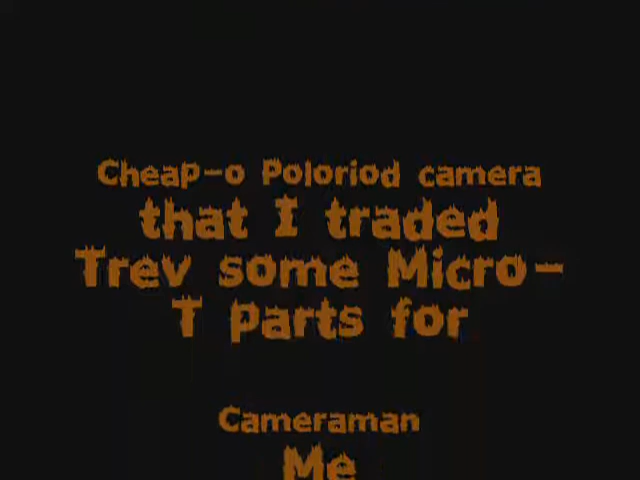 Cheap-o Poloriod camera
that I traded
Trev some Micro-
T parts for
Cameraman
Me